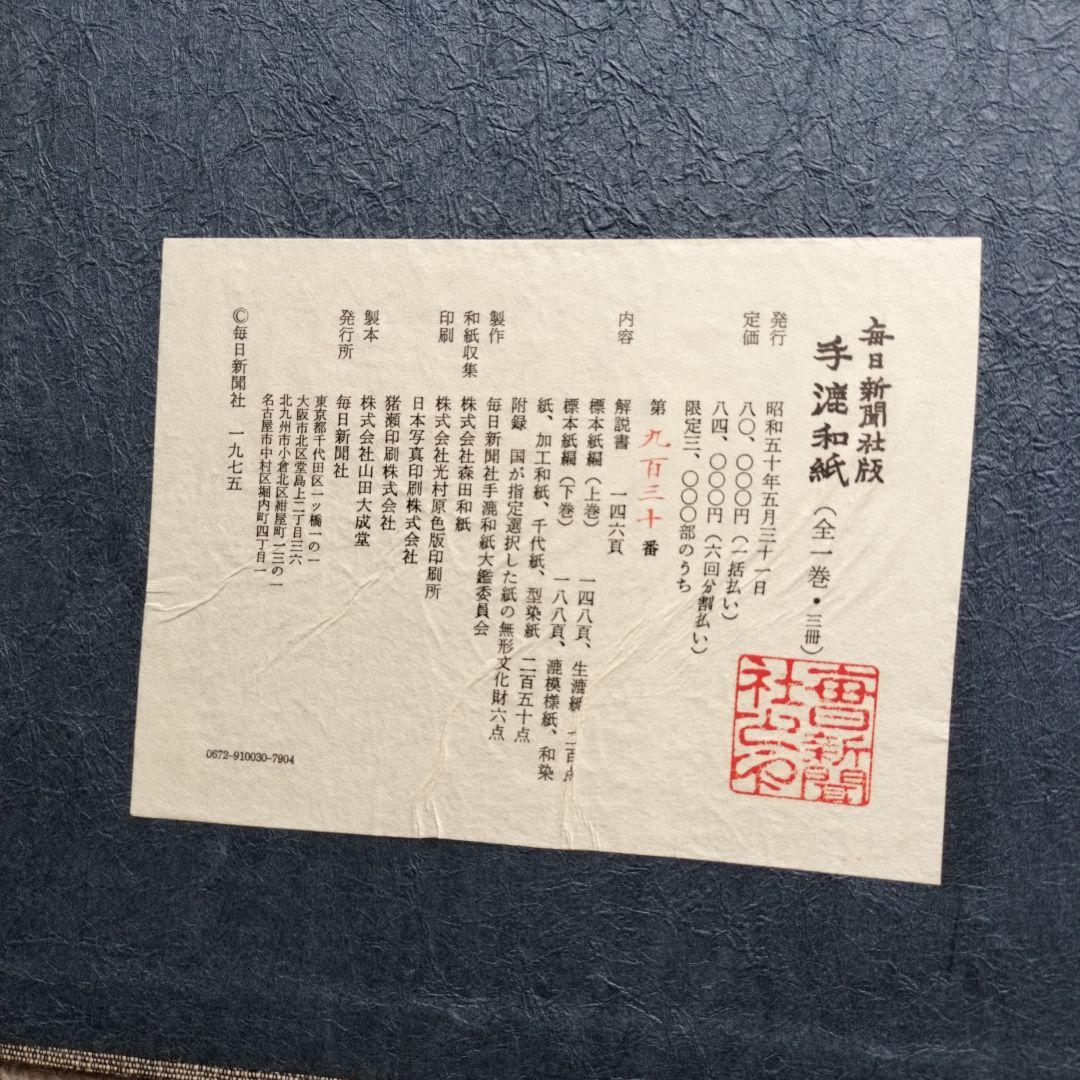 毎日新聞社版
手漉和紙（全一巻・三冊）
発行 昭和五十年五月三十一日
定価 八〇、〇〇〇円（一括払い）
八四、〇〇〇円（六回分割払い）
限定三、〇〇〇部のうち
第 九百三十 番
内容 解説書 一四六頁
標本紙編（上巻） 一四八頁、生漉紙 二百点
標本紙編（下巻） 一八八頁、漉模様紙、和染
紙、加工和紙、千代紙、型染紙 二百五十点
附録 国が指定選択した紙の無形文化財六点
製作 毎日新聞社手漉和紙大鑑委員会
和紙収集 株式会社森田和紙
印刷 株式会社光村原色版印刷所
日本写真印刷株式会社
猪瀬印刷株式会社
製本 株式会社山田大成堂
発行所 毎日新聞社
東京都千代田区一ッ橋一の一
大阪市北区堂島上二丁目三六
北九州市小倉北区紺屋町一三の一
名古屋市中村区堀内町四丁目一
©毎日新聞社 一九七五
0672-910030-7904